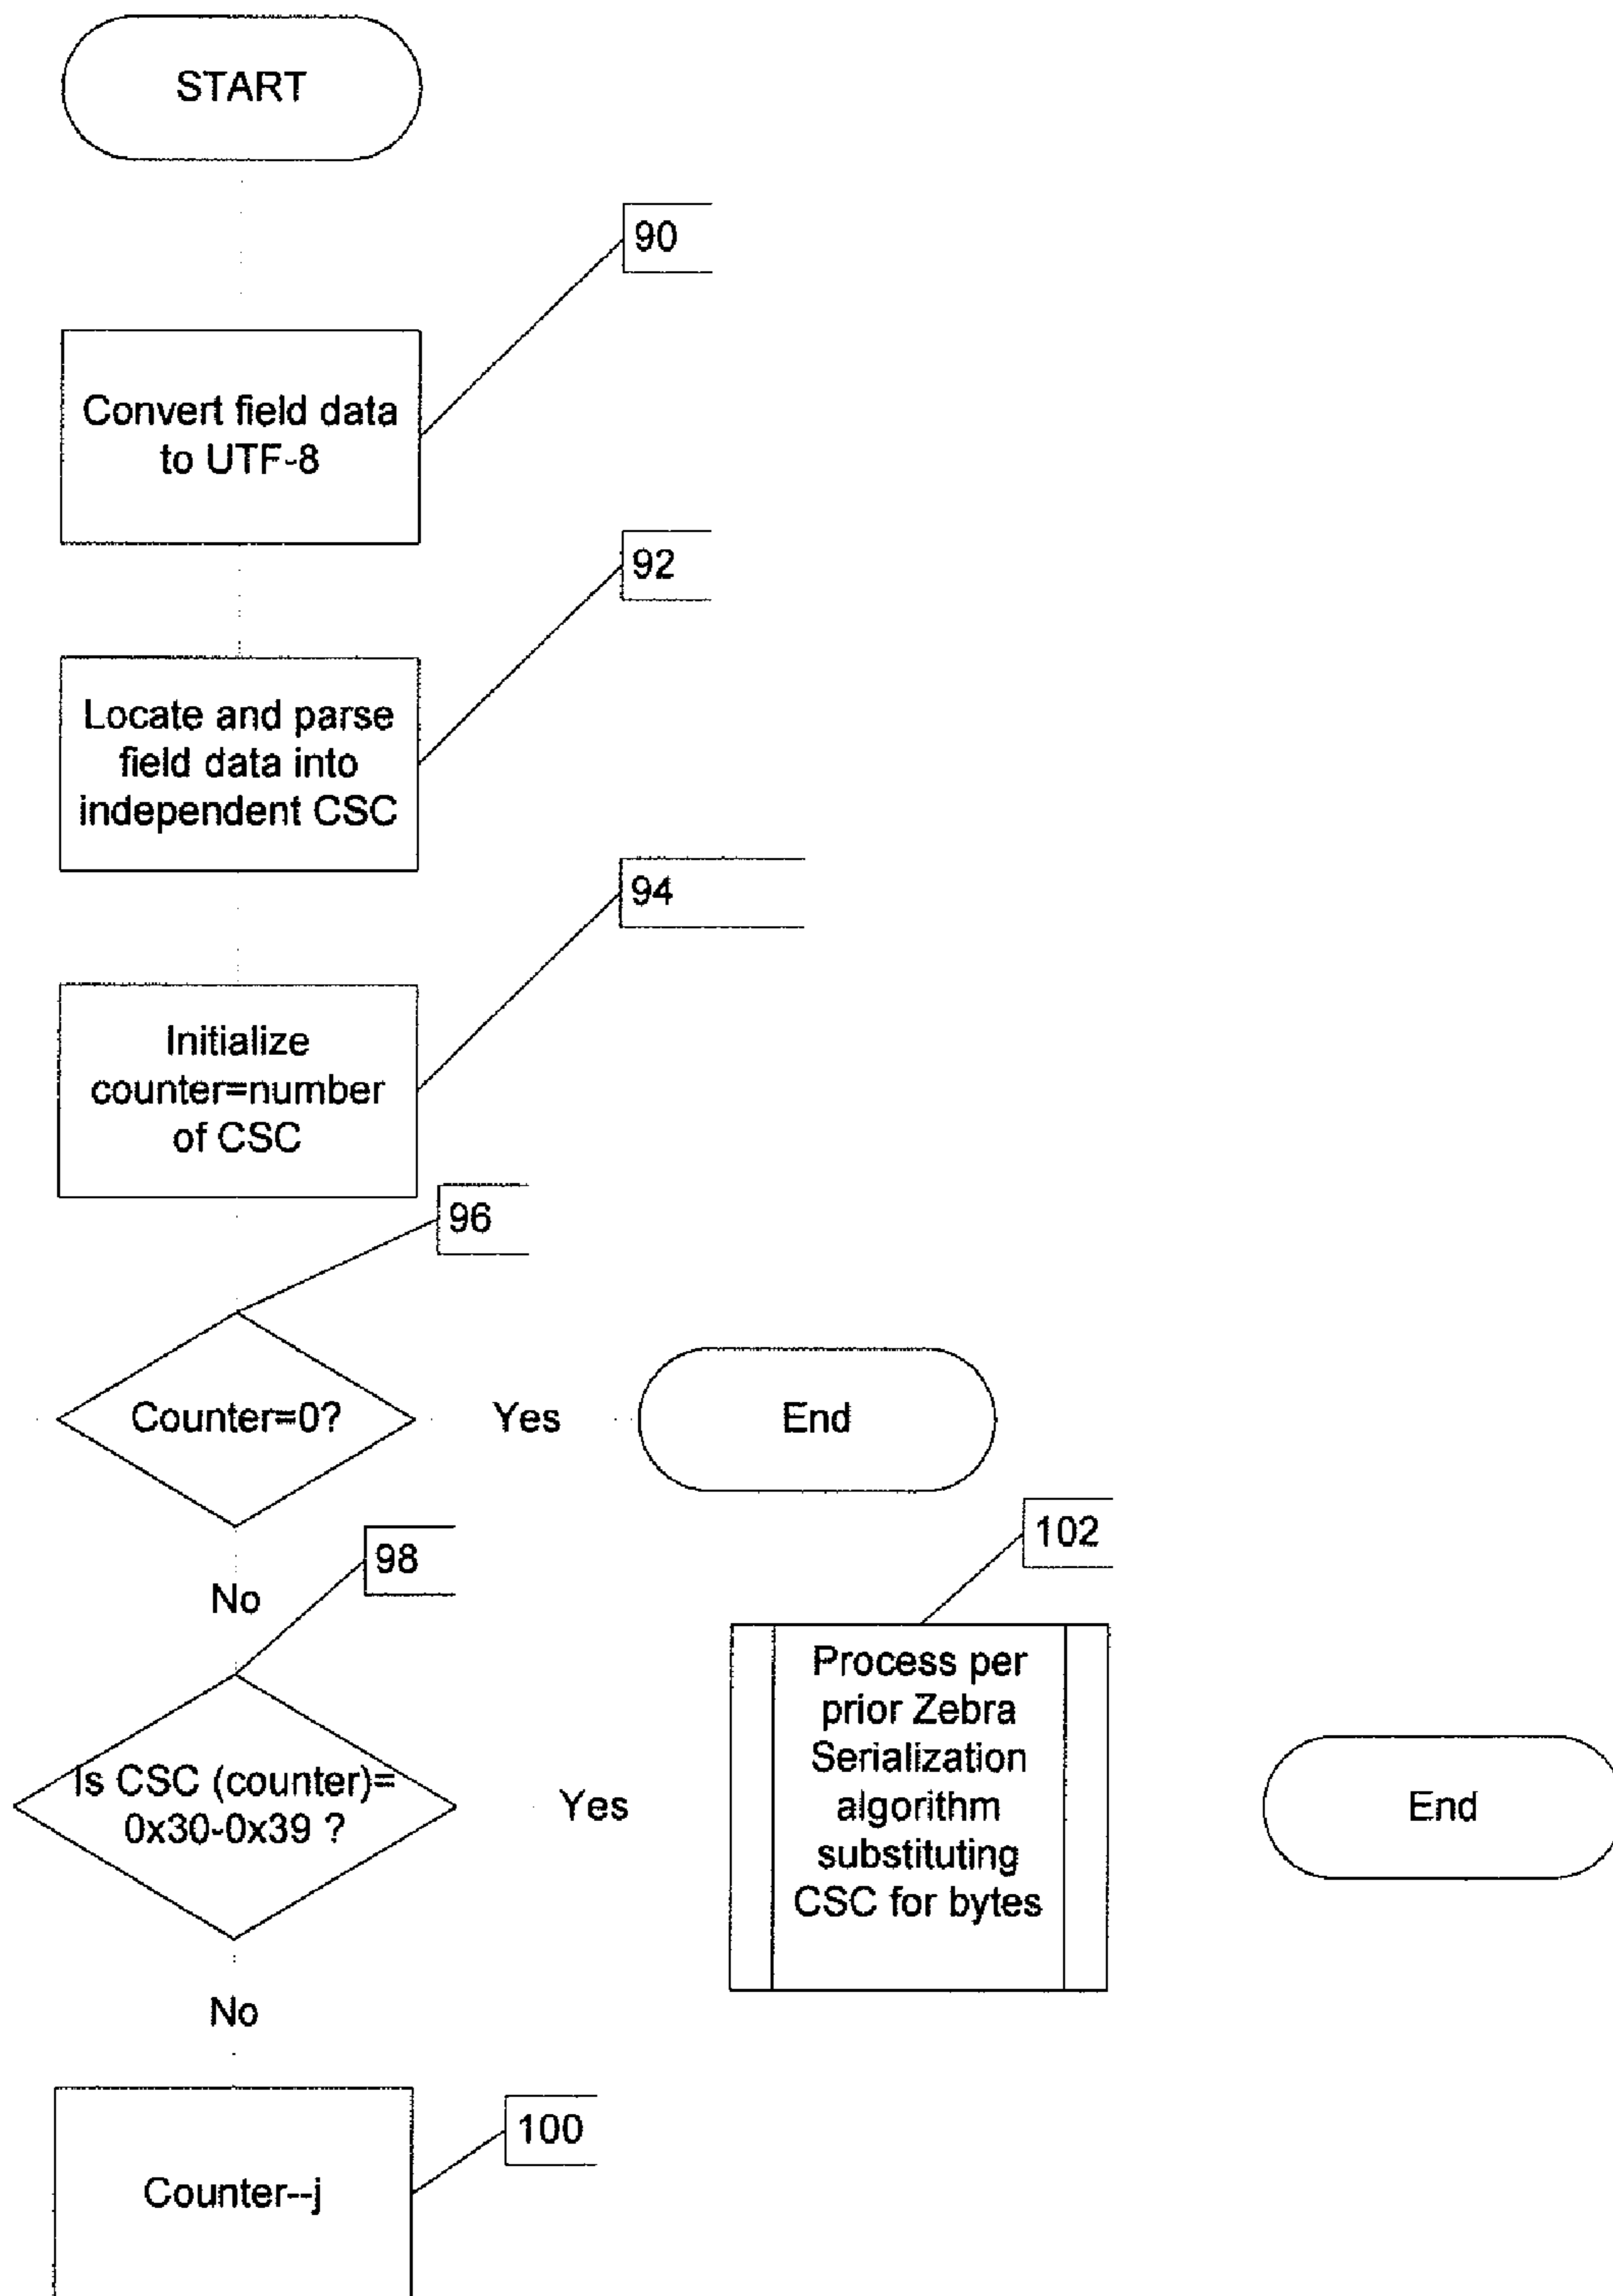 START
90
Convert field data
to UTF-8
92
Locate and parse
field data into
independent CSC
94
Initialize
counter=number
of CSC
96
Counter=0?
Yes
End
No
98
102
Is CSC (counter)=
0x30-0x39 ?
Yes
Process per
prior Zebra
Serialization
algorithm
substituting
CSC for bytes
End
No
100
Counter--j